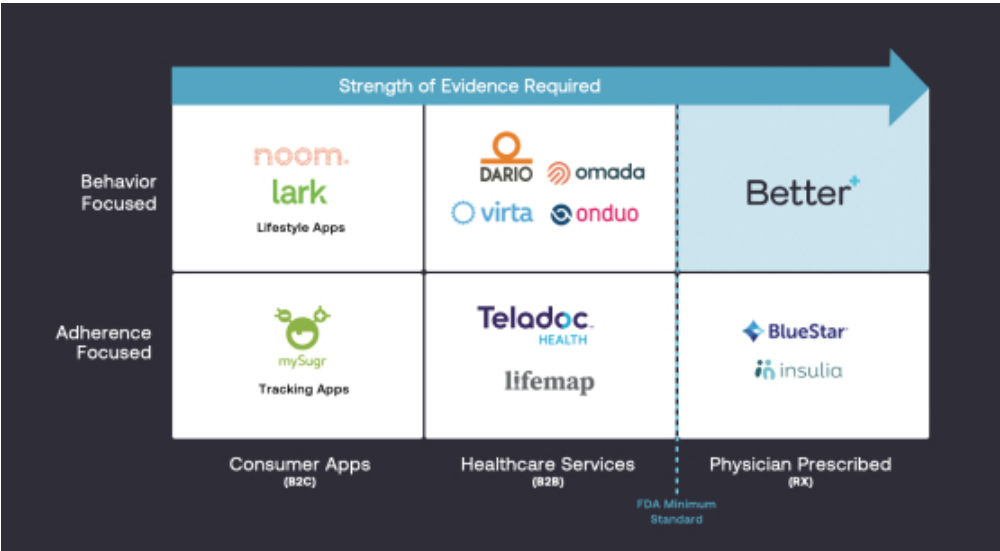 Strength of Evidence Required
Behavior
Focused
noom.
lark
Lifestyle Apps
DARIO
omada
virta
onduo
Better+
Adherence
Focused
mySugr
Tracking Apps
Teladoc
HEALTH
lifemap
BlueStar
insulia
Consumer Apps
(B2C)
Healthcare Services
(B2B)
Physician Prescribed
(RX)
FDA Minimum
Standard